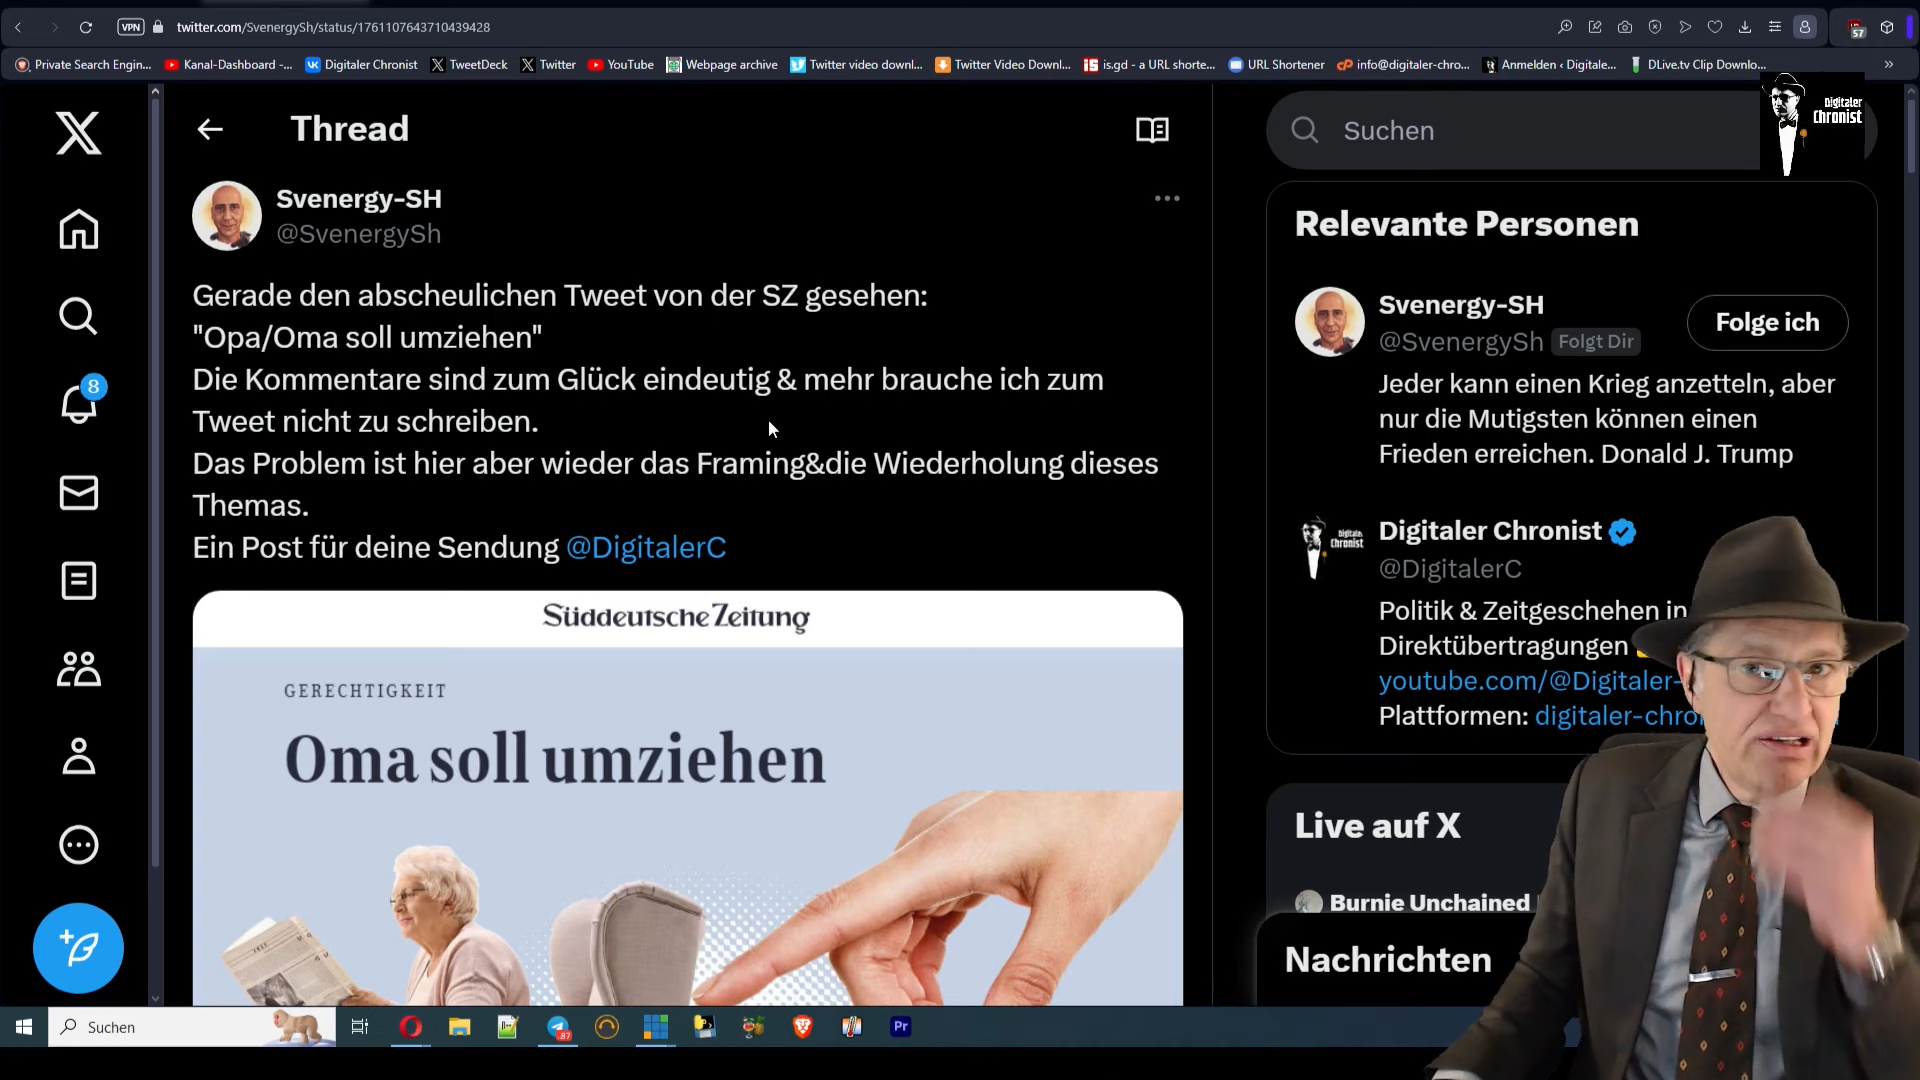 VPN
twitter.com/SvenergySh/status/1761107643710439428
57
Private Search Engin...
Kanal-Dashboard -...
Digitaler Chronist
TweetDeck
Twitter
YouTube
Webpage archive
Twitter video downl...
Twitter Video Downl...
is.gd - a URL shorte...
URL Shortener
info@digitaler-chro...
Anmelden ‹ Digitale...
DLive.tv Clip Downlo...
Digitaler
Chronist
Thread
Svenergy-SH
@SvenergySh
Gerade den abscheulichen Tweet von der SZ gesehen:
"Opa/Oma soll umziehen"
Die Kommentare sind zum Glück eindeutig & mehr brauche ich zum
Tweet nicht zu schreiben.
Das Problem ist hier aber wieder das Framing&die Wiederholung dieses
Themas.
Ein Post für deine Sendung @DigitalerC
Süddeutsche Zeitung
GERECHTIGKEIT
Oma soll umziehen
8
Suchen
Relevante Personen
Svenergy-SH
@SvenergySh Folgt Dir
Folge ich
Jeder kann einen Krieg anzetteln, aber
nur die Mutigsten können einen
Frieden erreichen. Donald J. Trump
Digitaler Chronist
@DigitalerC
Politik & Zeitgeschehen in
Direktübertragungen
youtube.com/@Digitaler-
Plattformen: digitaler-chro
Live auf X
Burnie Unchained
Nachrichten
Suchen
87
Pr